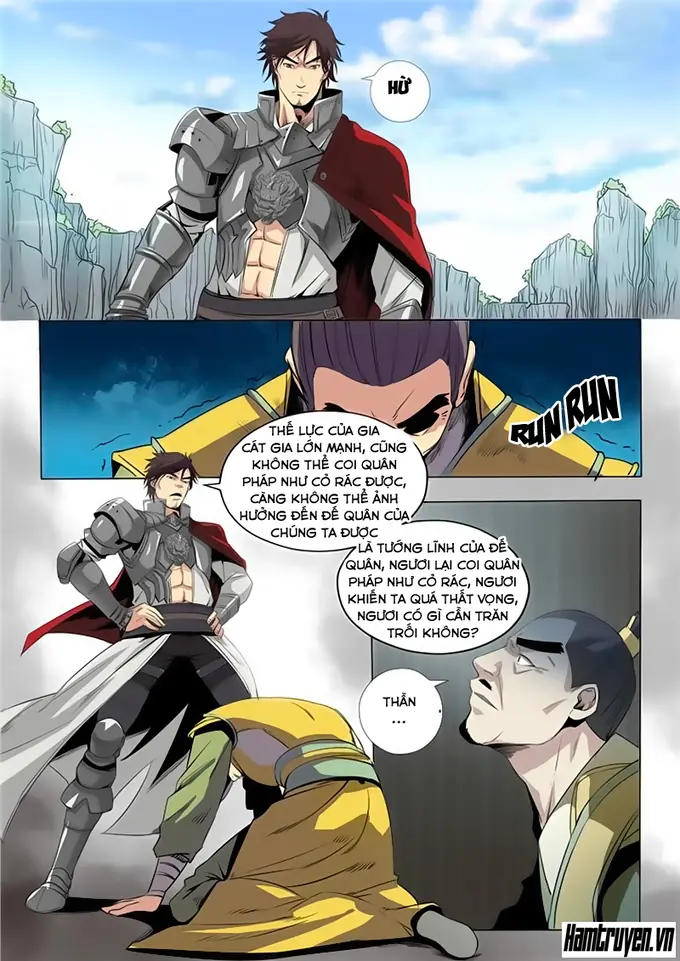 HỪ
RUN RUN
THẾ LỰC CỦA GIA
CÁT GIA LỚN MẠNH, CŨNG
KHÔNG THỂ COI QUÂN
PHÁP NHƯ CỎ RÁC ĐƯỢC,
CÀNG KHÔNG THỂ ẢNH
HƯỞNG ĐẾN ĐẾ QUÂN CỦA
CHÚNG TA ĐƯỢC
LÀ TƯỚNG LĨNH CỦA ĐẾ
QUÂN, NGƯƠI LẠI COI QUÂN
PHÁP NHƯ CỎ RÁC, NGƯƠI
KHIẾN TA QUÁ THẤT VỌNG,
NGƯƠI CÓ GÌ CẦN TRĂN
TRỐI KHÔNG?
THẦN
...
Hamtruyen.vn